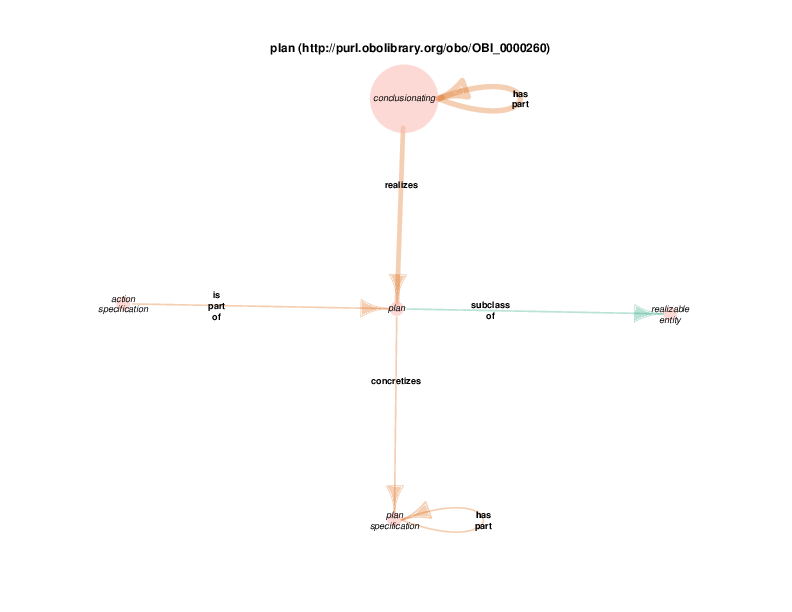 plan (http://purl.obolibrary.org/obo/OBI_0000260)
conclusionating
has
part
realizes
action
specification
is
part
of
plan
subclass
of
realizable
entity
concretizes
plan
specification
has
part